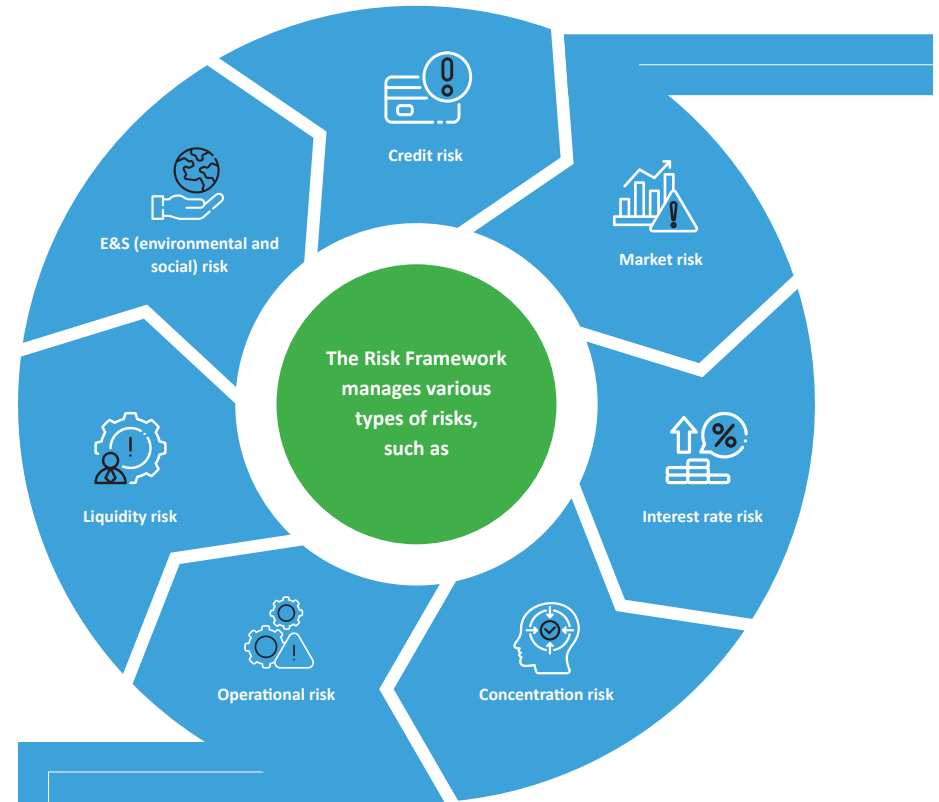 The Risk Framework
manages various
types of risks,
such as
Credit risk
Market risk
Interest rate risk
Concentration risk
Operational risk
Liquidity risk
E&S (environmental and
social) risk